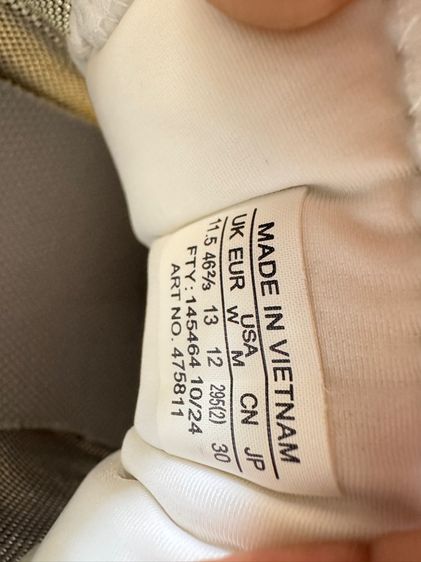 MADE IN VIETNAM
UK EUR USA CN JP
W M
11.5 46⅔ 13 12 295(2) 30
FTY: 145464 10/24
ART NO. 475811